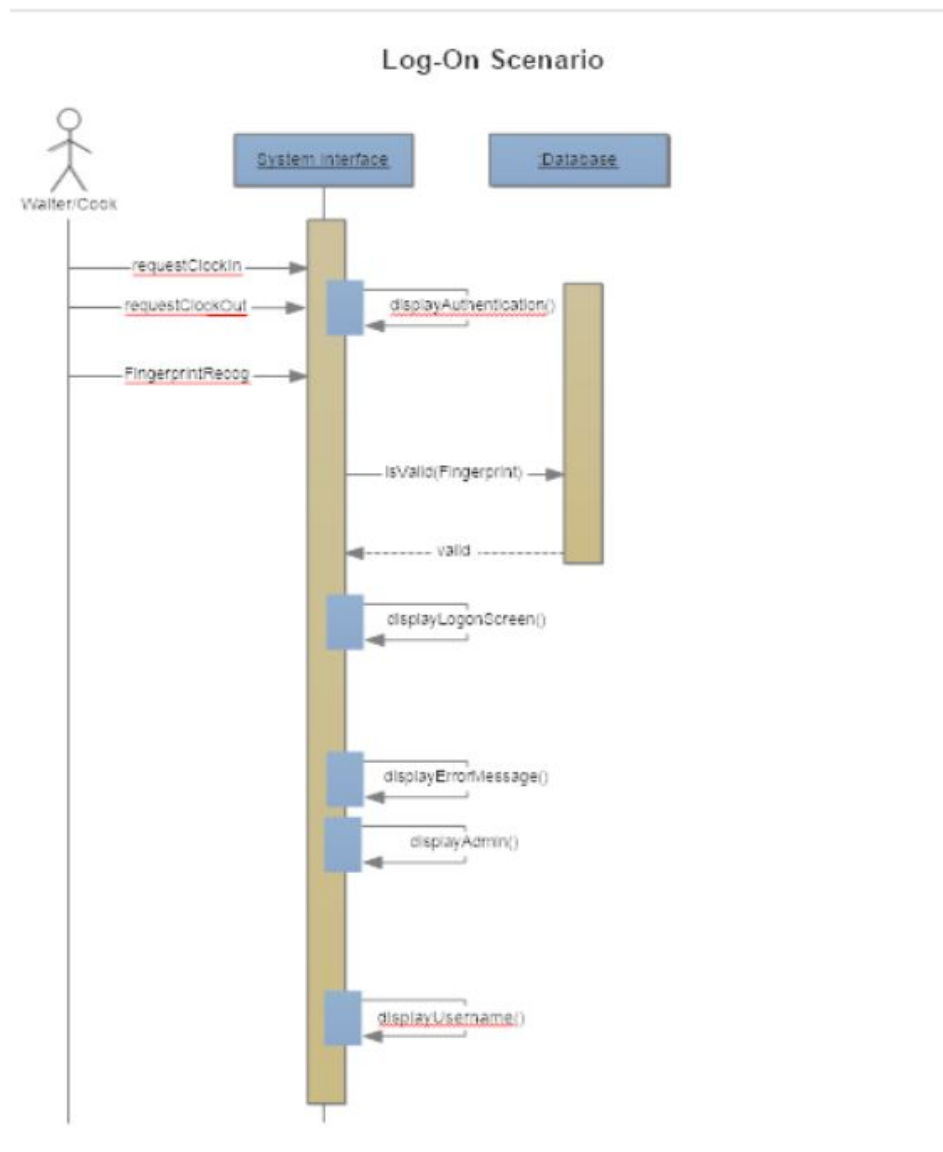 Log-On Scenario
System Interface
:Database
Waiter/Cook
requestClockIn
requestClockOut
displayAuthentication()
FingerprintRecog
isValid(Fingerprint)
valid
displayLogonScreen()
displayErrorMessage()
displayAdmin()
displayUsername()